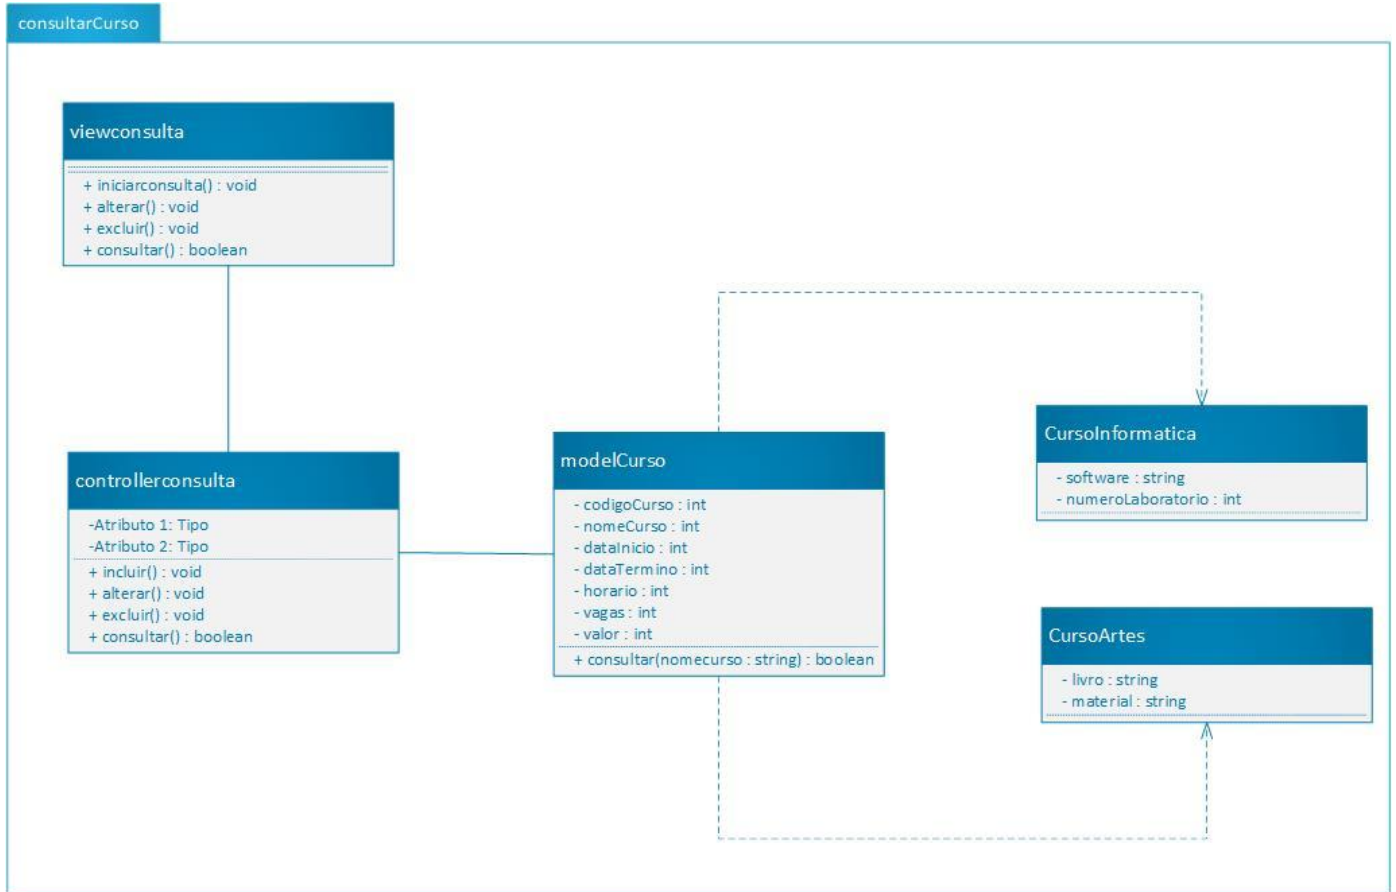 consultarCurso
viewconsulta
+ iniciarconsulta() : void
+ alterar() : void
+ excluir() : void
+ consultar() : boolean
controllerconsulta
-Atributo 1: Tipo
-Atributo 2: Tipo
+ incluir() : void
+ alterar() : void
+ excluir() : void
+ consultar() : boolean
modelCurso
- codigoCurso : int
- nomeCurso : int
- dataInicio : int
- dataTermino : int
- horario : int
- vagas : int
- valor : int
+ consultar(nomecurso : string) : boolean
CursoInformatica
- software : string
- numeroLaboratorio : int
CursoArtes
- livro : string
- material : string